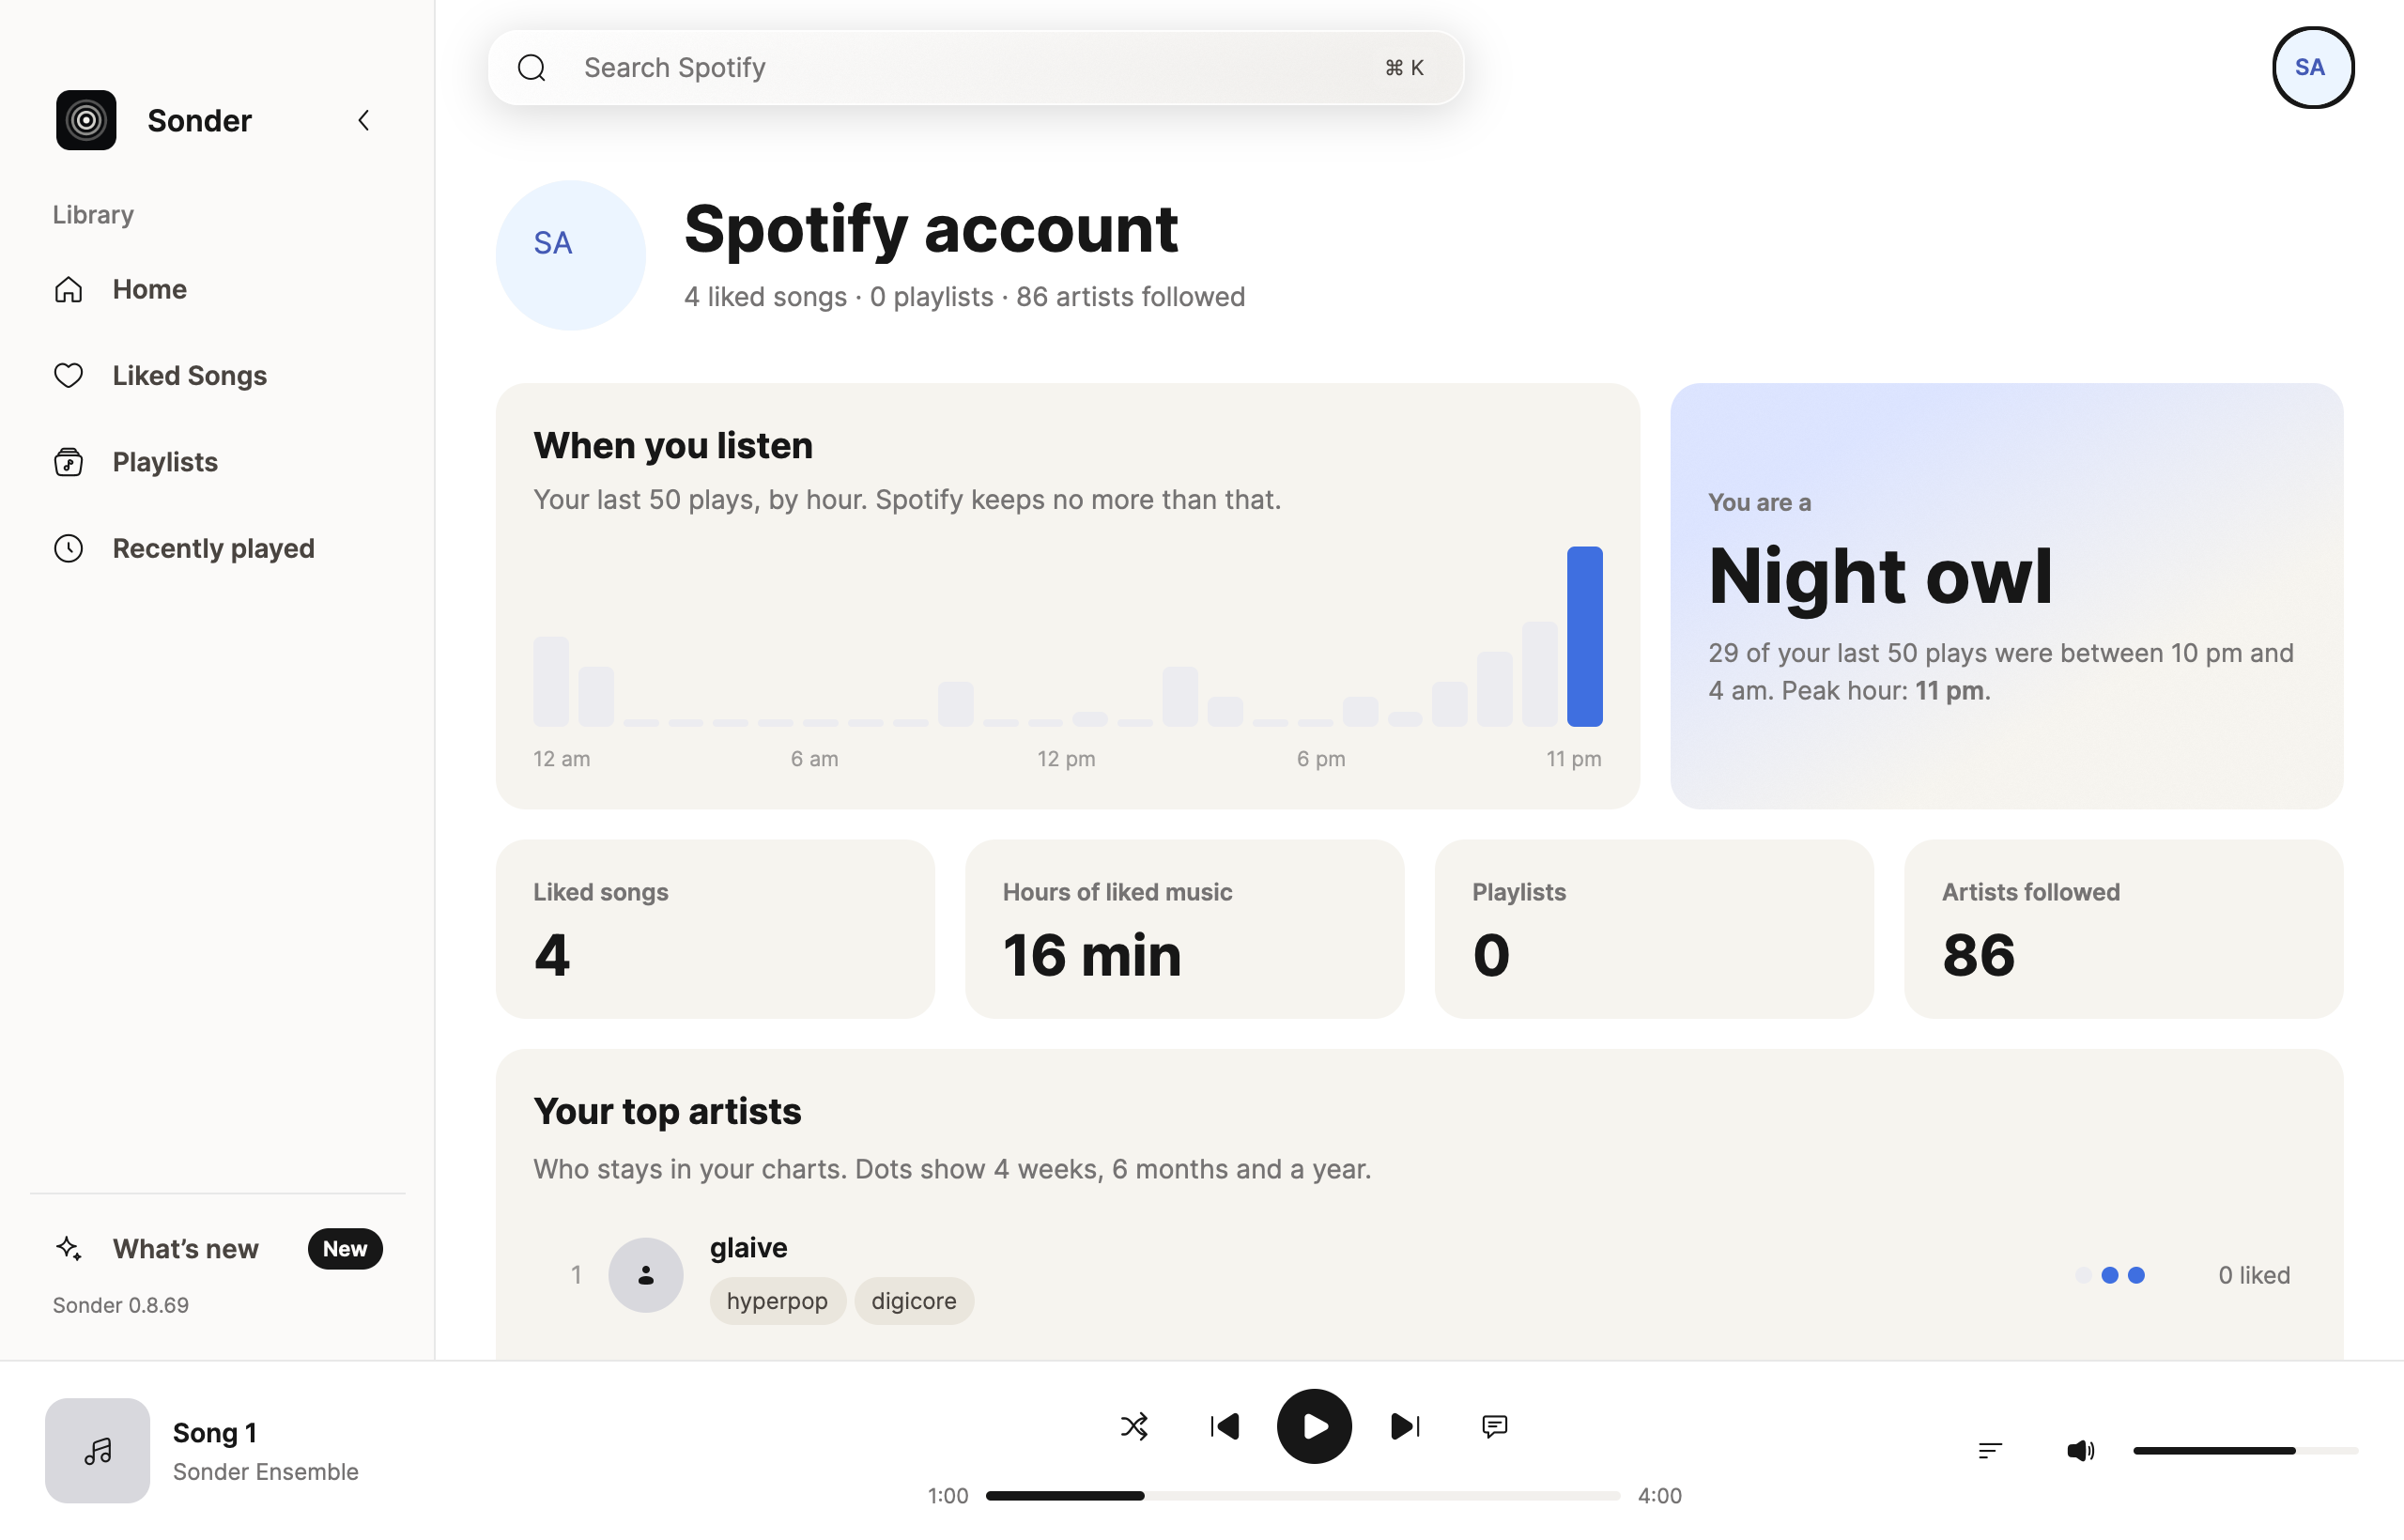 Sonder
Library
Home
Liked Songs
Playlists
Recently played
What's new
New
Sonder 0.8.69
Search Spotify
⌘ K
SA
SA
Spotify account
4 liked songs · 0 playlists · 86 artists followed
When you listen
Your last 50 plays, by hour. Spotify keeps no more than that.
12 am
6 am
12 pm
6 pm
11 pm
You are a
Night owl
29 of your last 50 plays were between 10 pm and
4 am. Peak hour: 11 pm.
Liked songs
4
Hours of liked music
16 min
Playlists
0
Artists followed
86
Your top artists
Who stays in your charts. Dots show 4 weeks, 6 months and a year.
1
glaive
hyperpop
digicore
0 liked
Song 1
Sonder Ensemble
1:00
4:00